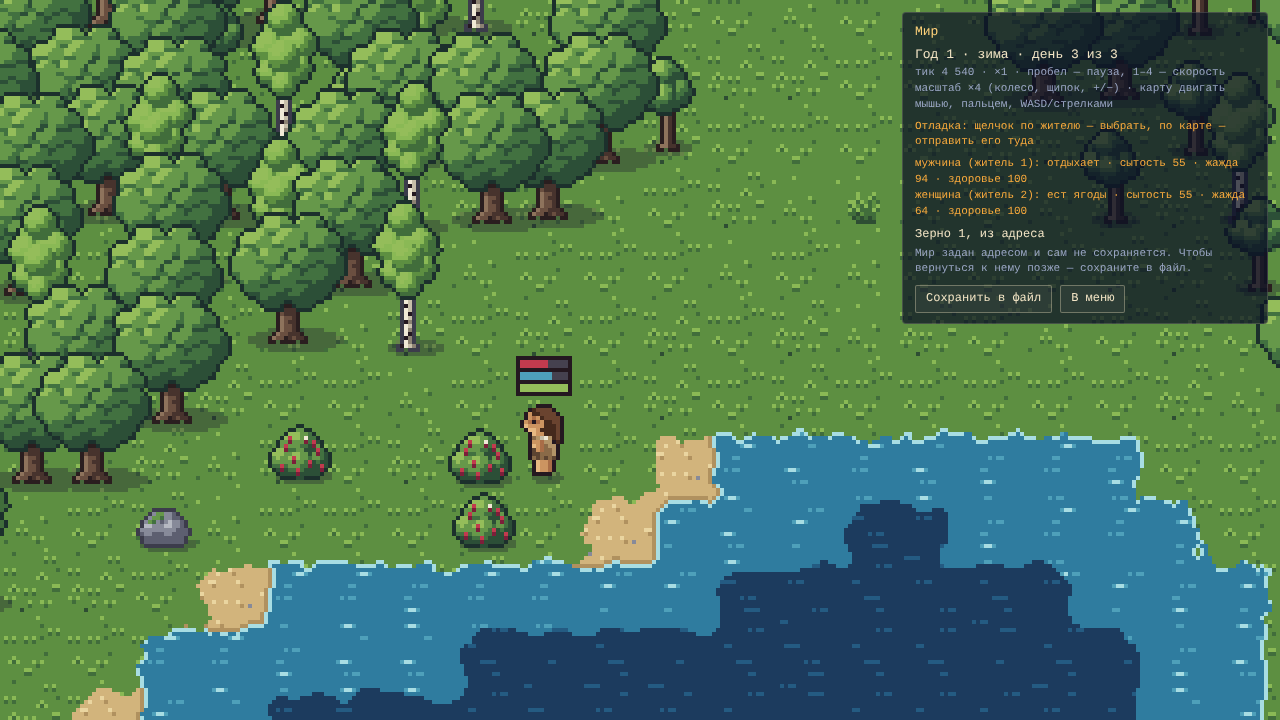 Мир
Год 1 · зима · день 3 из 3
тик 4 540 · ×1 · пробел — пауза, 1–4 — скорость
масштаб ×4 (колесо, щипок, +/−) · карту двигать
мышью, пальцем, WASD/стрелками
Отладка: щелчок по жителю — выбрать, по карте —
отправить его туда
мужчина (житель 1): отдыхает · сытость 55 · жажда
94 · здоровье 100
женщина (житель 2): ест ягоды · сытость 55 · жажда
64 · здоровье 100
Зерно 1, из адреса
Мир задан адресом и сам не сохраняется. Чтобы
вернуться к нему позже — сохраните в файл.
Сохранить в файл
В меню